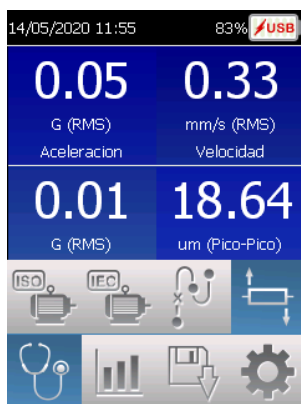 14/05/2020 11:55 83% USB
0.05 0.33
G (RMS) mm/s (RMS)
Aceleracion Velocidad
0.01 18.64
G (RMS) um (Pico-Pico)
ISO IEC